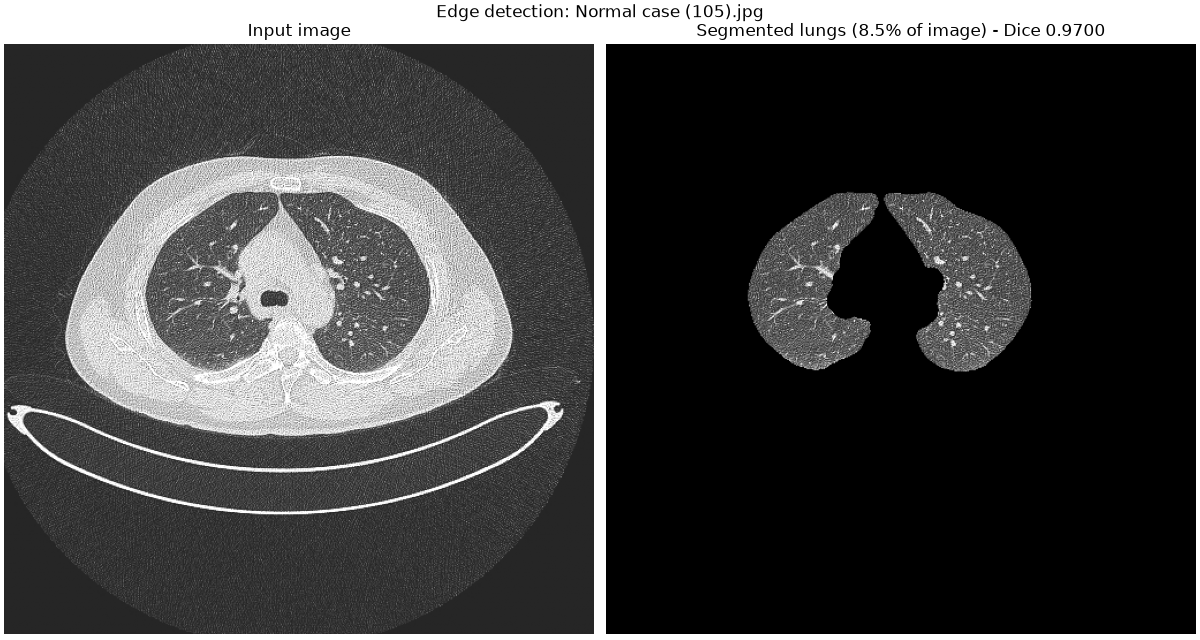 Edge detection: Normal case (105).jpg
Input image
Segmented lungs (8.5% of image) - Dice 0.9700